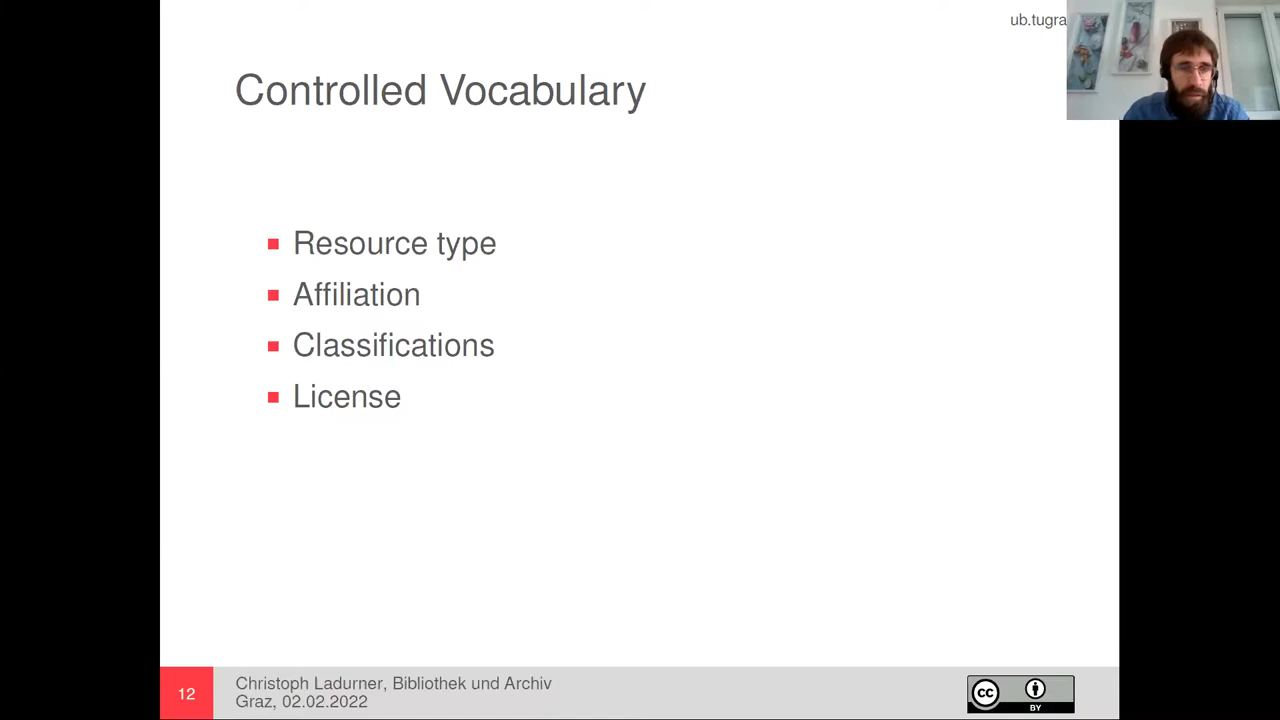 ub.tugra
Controlled Vocabulary
Resource type
Affiliation
Classifications
License
12
Christoph Ladurner, Bibliothek und Archiv
Graz, 02.02.2022
CC
BY